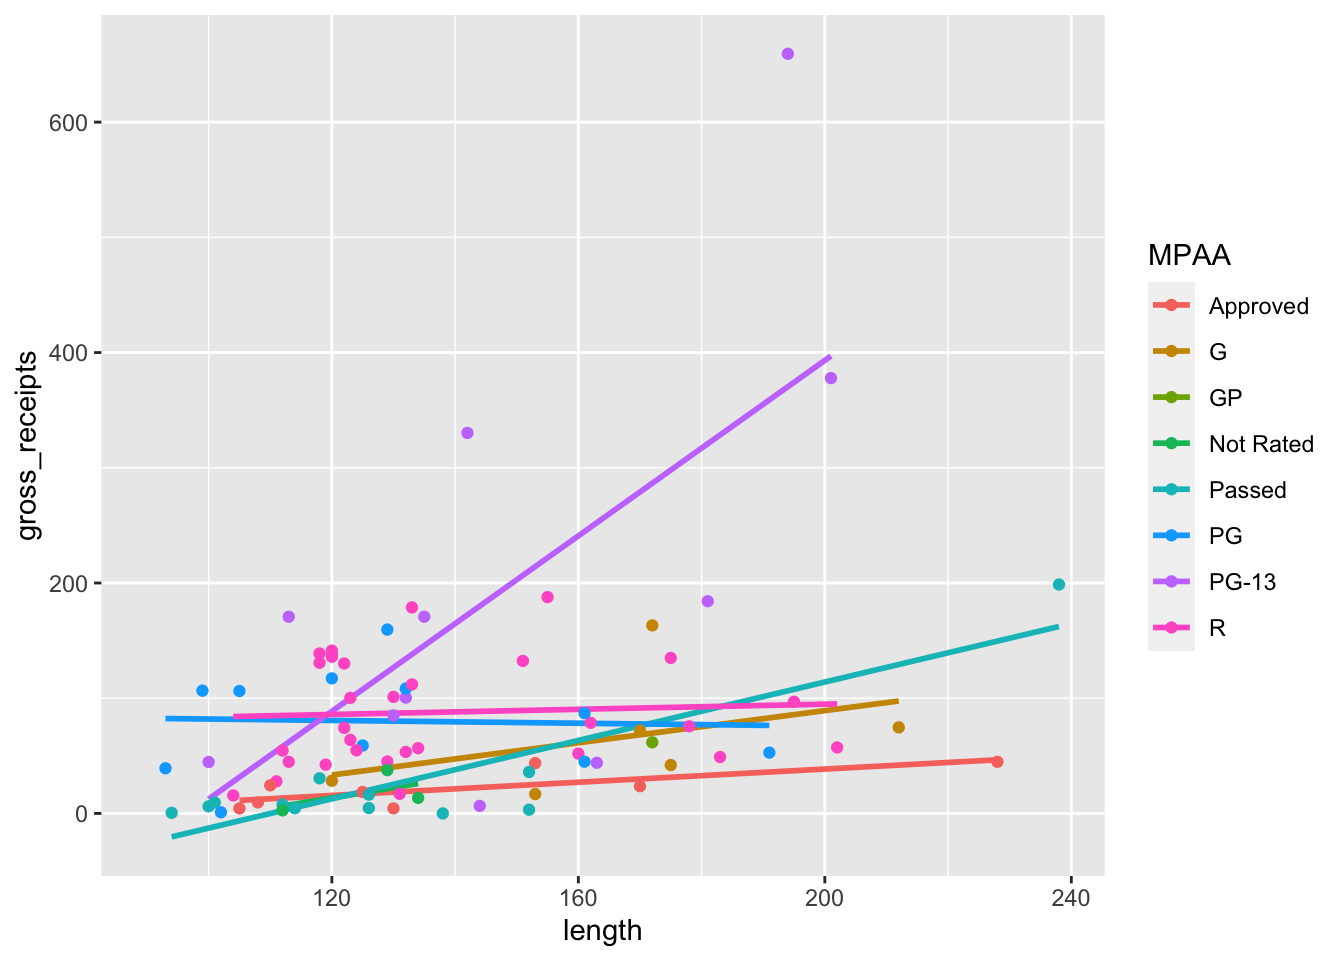 600
400
200
0
gross_receipts
120
160
200
240
length
MPAA
Approved
G
GP
Not Rated
Passed
PG
PG-13
R